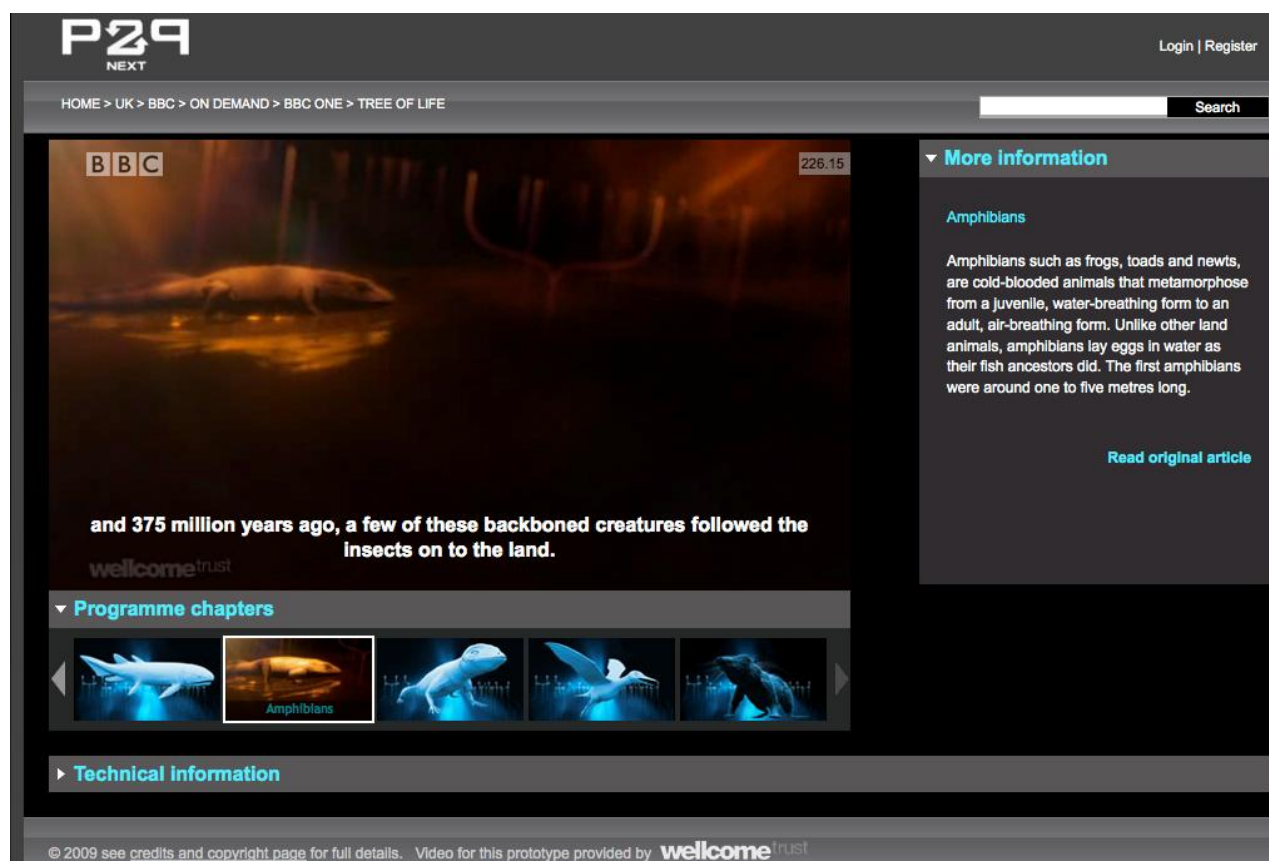 P2P
NEXT
Login | Register
HOME > UK > BBC > ON DEMAND > BBC ONE > TREE OF LIFE
Search
BBC
226.15
and 375 million years ago, a few of these backboned creatures followed the
insects on to the land.
wellcometrust
More information
Amphibians
Amphibians such as frogs, toads and newts,
are cold-blooded animals that metamorphose
from a juvenile, water-breathing form to an
adult, air-breathing form. Unlike other land
animals, amphibians lay eggs in water as
their fish ancestors did. The first amphibians
were around one to five metres long.
Read original article
Programme chapters
Amphibians
Technical information
© 2009 see credits and copyright page for full details. Video for this prototype provided by wellcometrust